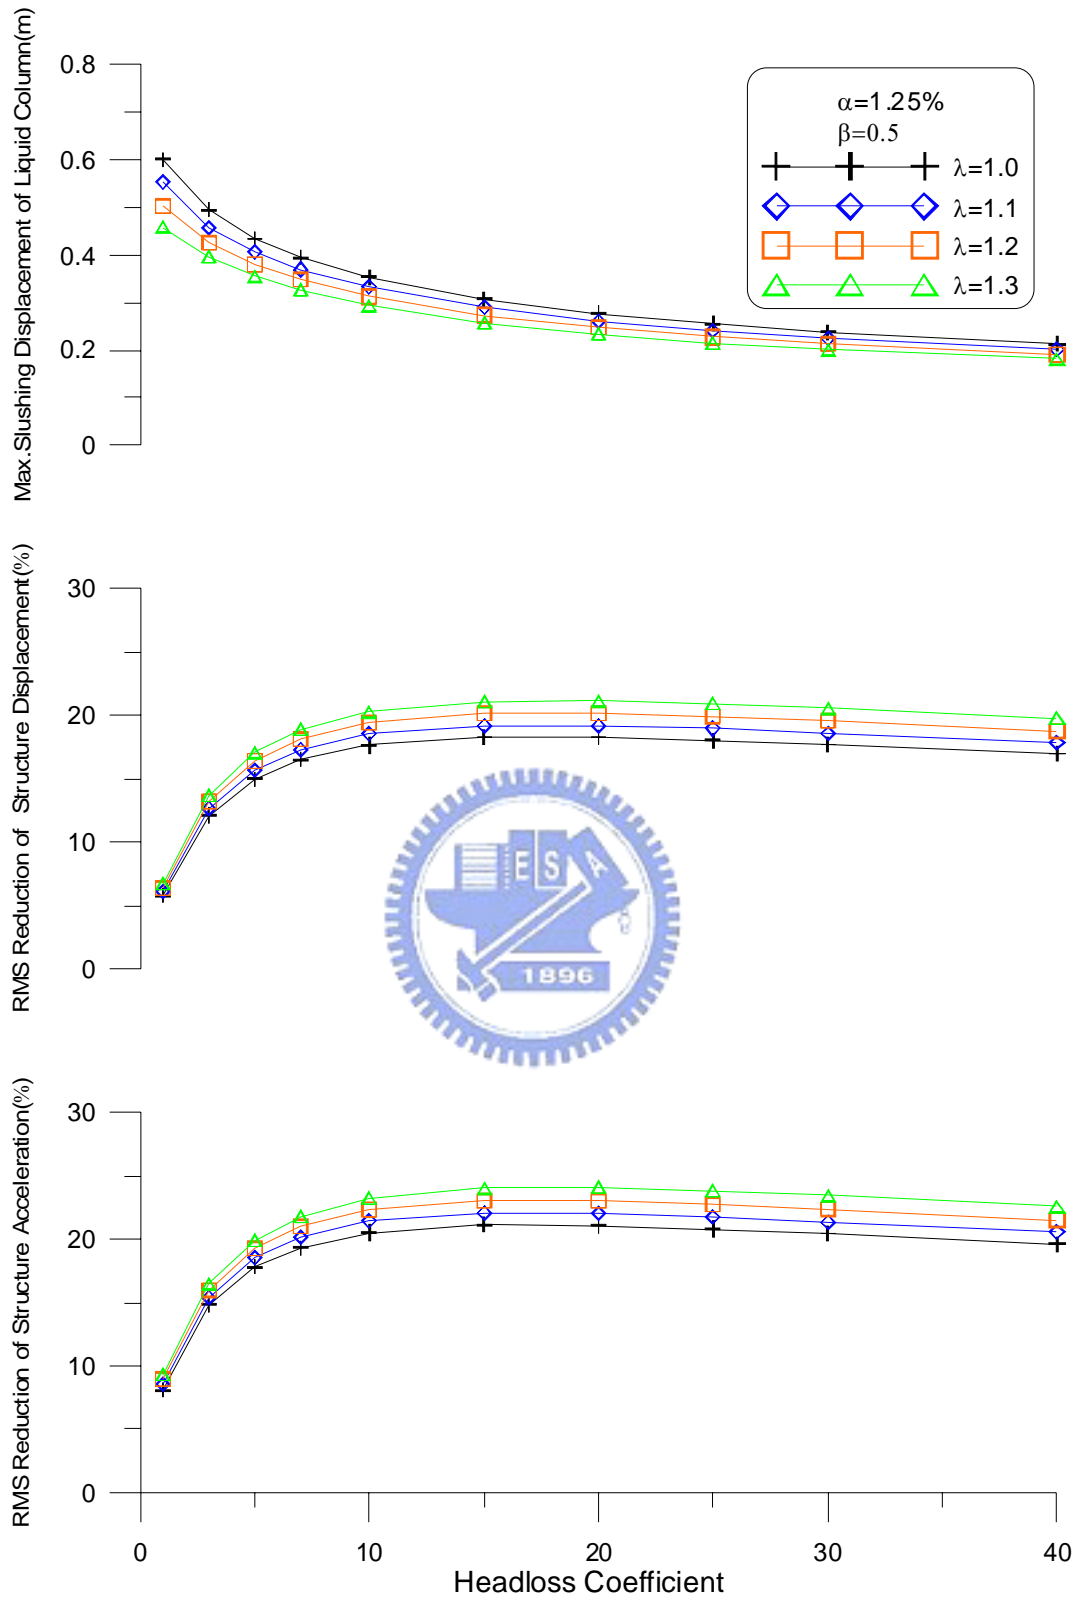 Max.Slushing Displacement of Liquid Column(m)
0.8
0.6
0.4
0.2
0
α=1.25%
β=0.5
λ=1.0
λ=1.1
λ=1.2
λ=1.3
RMS Reduction of Structure Displacement(%)
30
20
10
0
E S A
1896
RMS Reduction of Structure Acceleration(%)
30
20
10
0
0 10 20 30 40
Headloss Coefficient